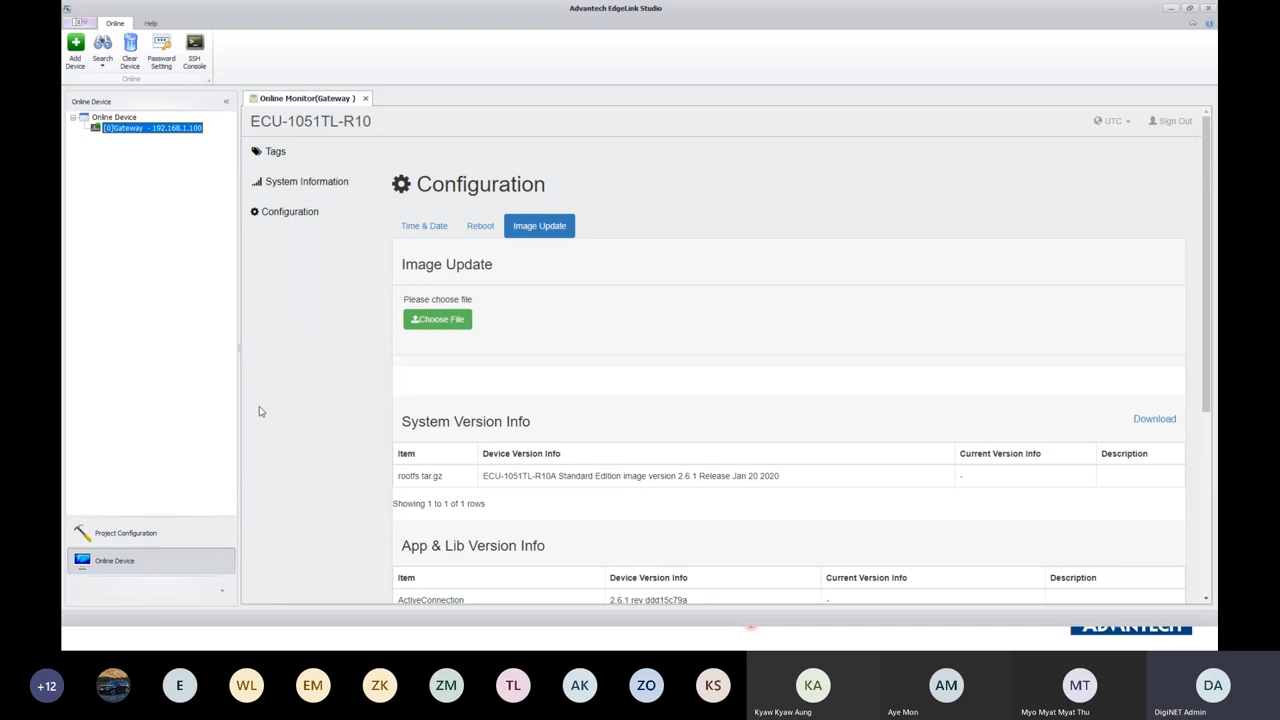 Advantech EdgeLink Studio
Online
Help
Add Device
Search
Clear Device
Password Setting
SSH Console
Online
Online Device
Online Device
[0]Gateway - 192.168.1.100
Project Configuration
Online Device
Online Monitor(Gateway )
ECU-1051TL-R10
UTC
Sign Out
Tags
System Information
Configuration
Configuration
Time & Date
Reboot
Image Update
Image Update
Please choose file
Choose File
System Version Info
Download
Item Device Version Info Current Version Info Description
rootfs.tar.gz ECU-1051TL-R10A Standard Edition image version 2.6.1 Release Jan 20 2020 -
Showing 1 to 1 of 1 rows
App & Lib Version Info
Item Device Version Info Current Version Info Description
ActiveConnection 2.6.1 rev ddd15c79a -
ADVANTECH
+12
E
WL
EM
ZK
ZM
TL
AK
ZO
KS
KA
Kyaw Kyaw Aung
AM
Aye Mon
MT
Myo Myat Myat Thu
DA
DigiNET Admin